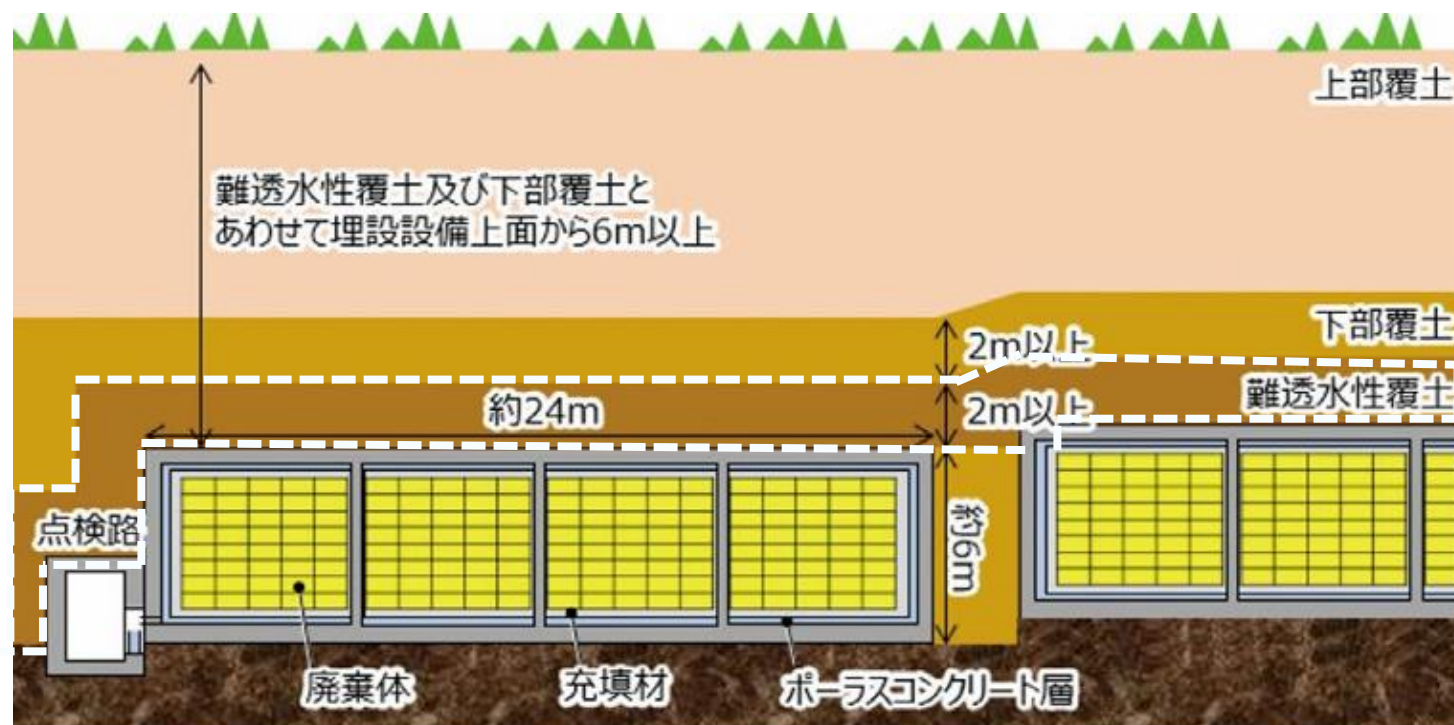 上部覆土
難透水性覆土及び下部覆土と
あわせて埋設設備上面から6m以上
下部覆土
2m以上
難透水性覆土
約24m
2m以上
点検路
約6m
廃棄体
充填材
ポーラスコンクリート層